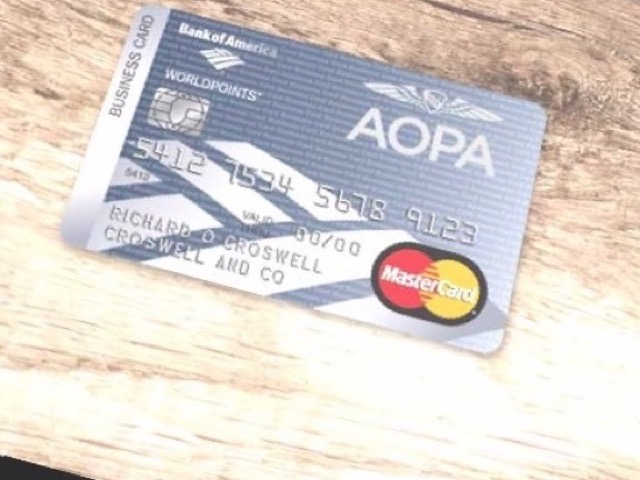 BUSINESS CARD
Bank of America
WORLDPOINTS
AOPA
5412 7534 5678 9123
5412
VALID
THRU
00/00
RICHARD D CROSWELL
CROSWELL AND CO
MasterCard